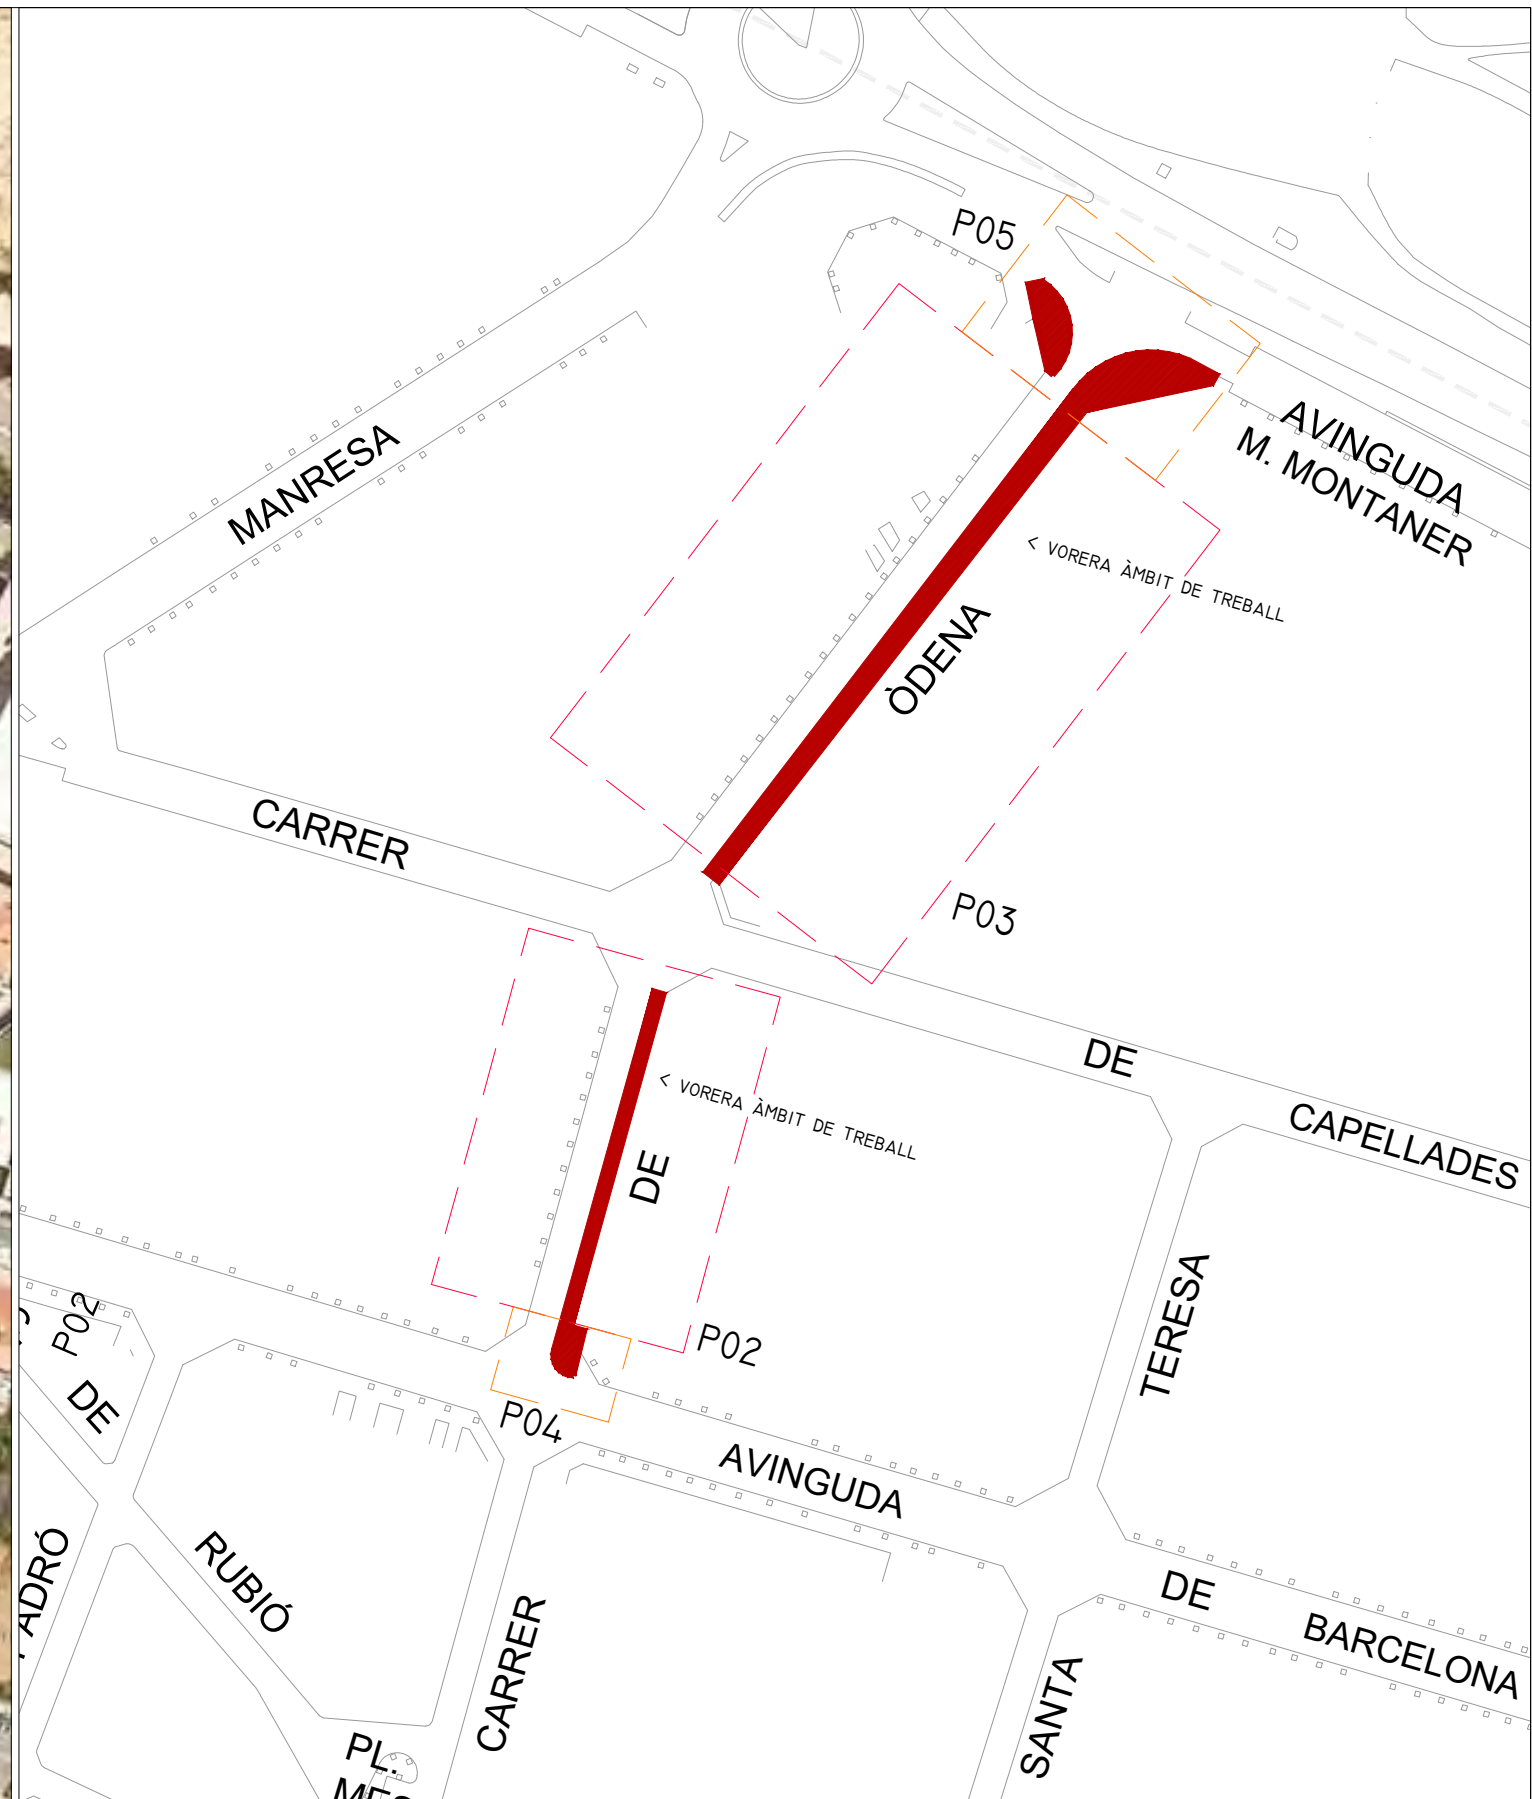 P05
AVINGUDA
M. MONTANER
MANRESA
< VORERA ÀMBIT DE TREBALL
ÒDENA
CARRER
P03
DE
CAPELLADES
< VORERA ÀMBIT DE TREBALL
DE
TERESA
P02
P02
DE
P04
AVINGUDA
RUBIÓ
DE
BARCELONA
CARRER
SANTA
PL.